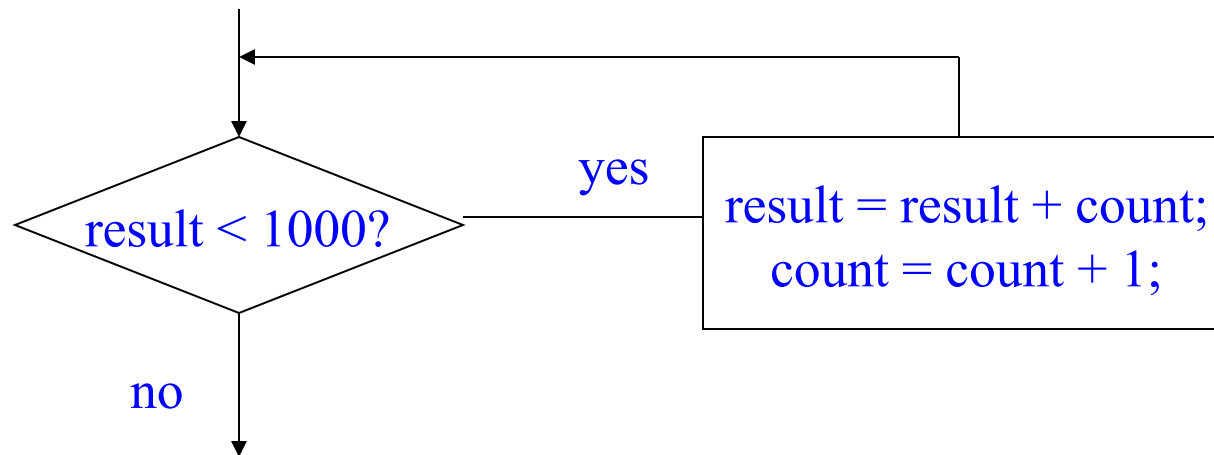 yes
result < 1000?
result = result + count;
count = count + 1;
no